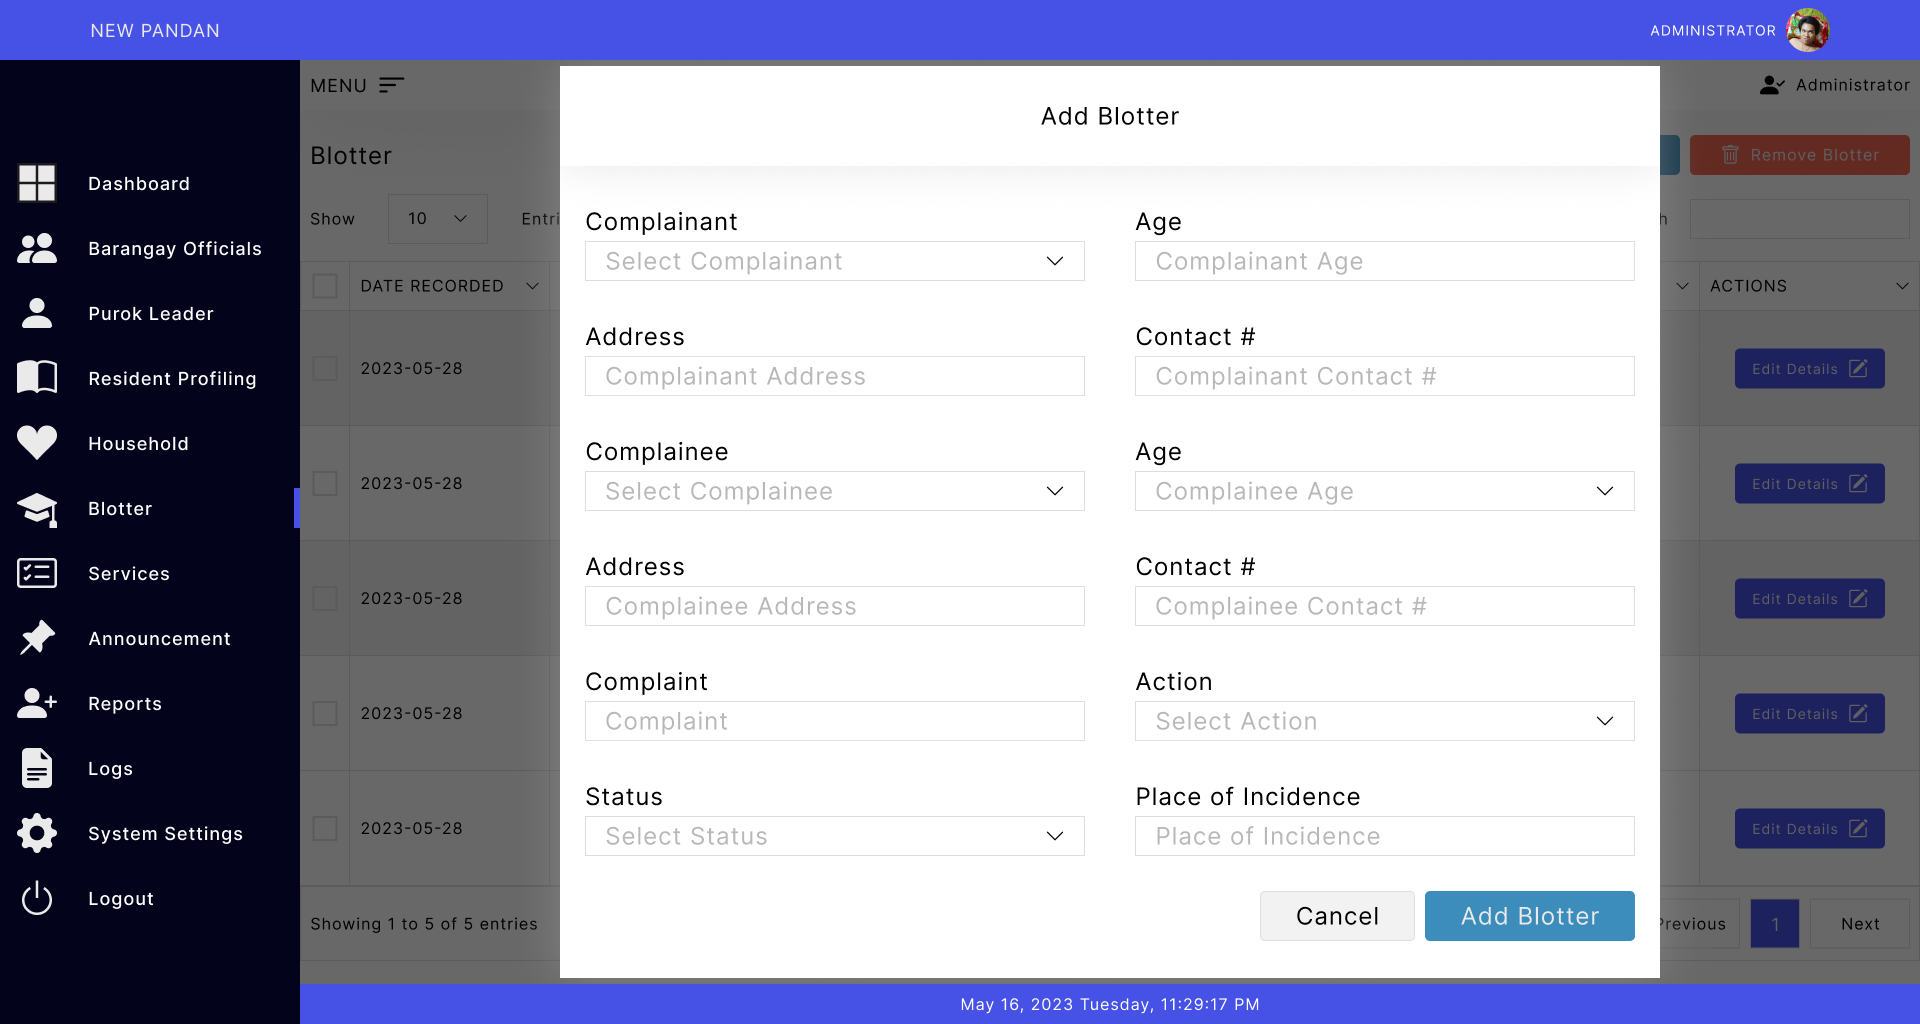 NEW PANDAN
ADMINISTRATOR
MENU
Administrator
Add Blotter
Blotter
Remove Blotter
Show
10
Dashboard
Barangay Officials
Purok Leader
Resident Profiling
Household
Blotter
Services
Announcement
Reports
Logs
System Settings
Logout
DATE RECORDED
ACTIONS
2023-05-28
Edit Details
2023-05-28
Edit Details
2023-05-28
Edit Details
2023-05-28
Edit Details
2023-05-28
Edit Details
Complainant
Select Complainant
Age
Complainant Age
Address
Complainant Address
Contact #
Complainant Contact #
Complainee
Select Complainee
Age
Complainee Age
Address
Complainee Address
Contact #
Complainee Contact #
Complaint
Complaint
Action
Select Action
Status
Select Status
Place of Incidence
Place of Incidence
Cancel
Add Blotter
Showing 1 to 5 of 5 entries
Previous
1
Next
May 16, 2023 Tuesday, 11:29:17 PM